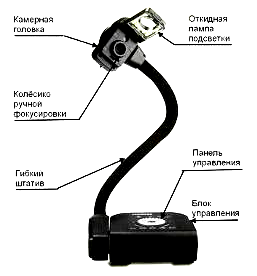 Камерная
головка
Откидная
лампа
подсветки
Колёсико
ручной
фокусировки
Гибкий
штатив
Панель
управления
Блок
управления